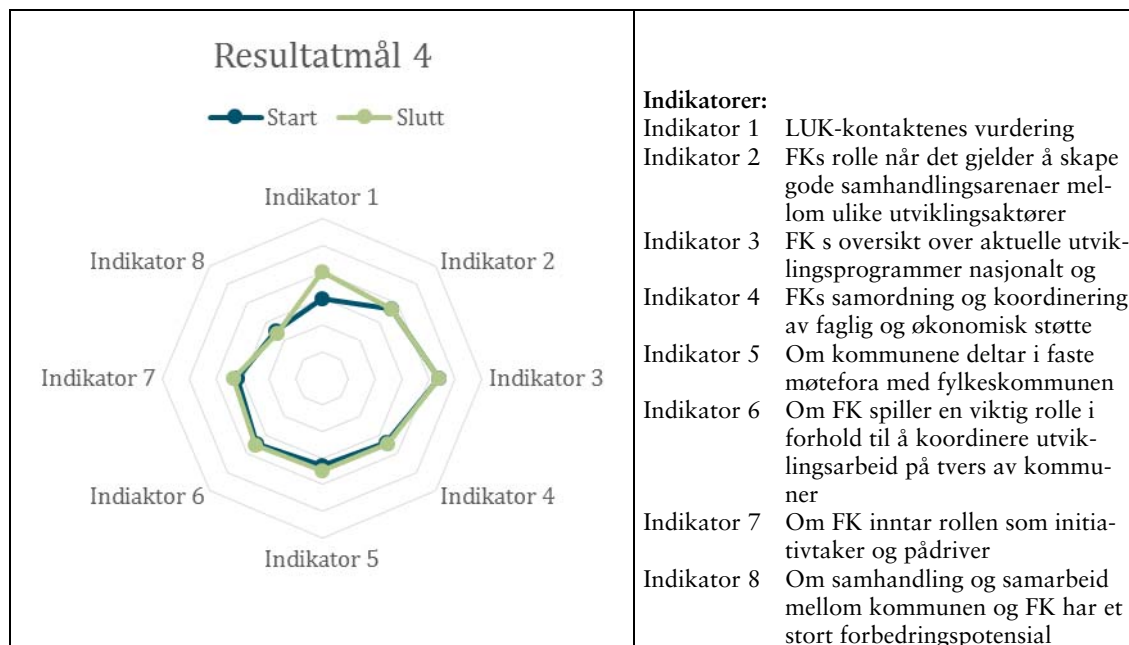 Resultatmål 4
Start Slutt
Indikator 1
Indikator 8
Indikator 2
Indikator 7
Indikator 3
Indiaktor 6
Indikator 4
Indikator 5
Indikatorer:
Indikator 1 LUK-kontaktenes vurdering
Indikator 2 FKs rolle når det gjelder å skape
gode samhandlingsarenaer mel-
lom ulike utviklingsaktører
Indikator 3 FK s oversikt over aktuelle utvik-
lingsprogrammer nasjonalt og
Indikator 4 FKs samordning og koordinering
av faglig og økonomisk støtte
Indikator 5 Om kommunene deltar i faste
møtefora med fylkeskommunen
Indikator 6 Om FK spiller en viktig rolle i
forhold til å koordinere utvik-
lingsarbeid på tvers av kommu-
ner
Indikator 7 Om FK inntar rollen som initia-
tivtaker og pådriver
Indikator 8 Om samhandling og samarbeid
mellom kommunen og FK har et
stort forbedringspotensial